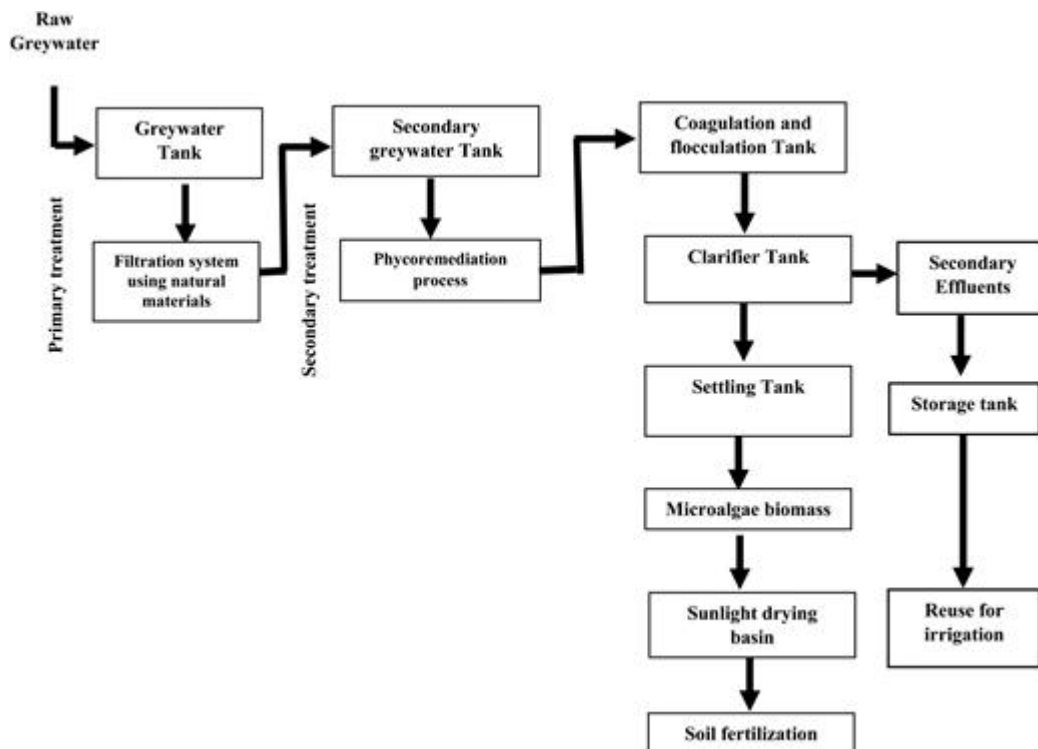 Raw
Greywater
Greywater
Tank
Filtration system
using natural
materials
Primary treatment
Secondary
greywater Tank
Phycoremediation
process
Secondary treatment
Coagulation and
flocculation Tank
Clarifier Tank
Secondary
Effluents
Settling Tank
Storage tank
Microalgae biomass
Sunlight drying
basin
Reuse for
irrigation
Soil fertilization